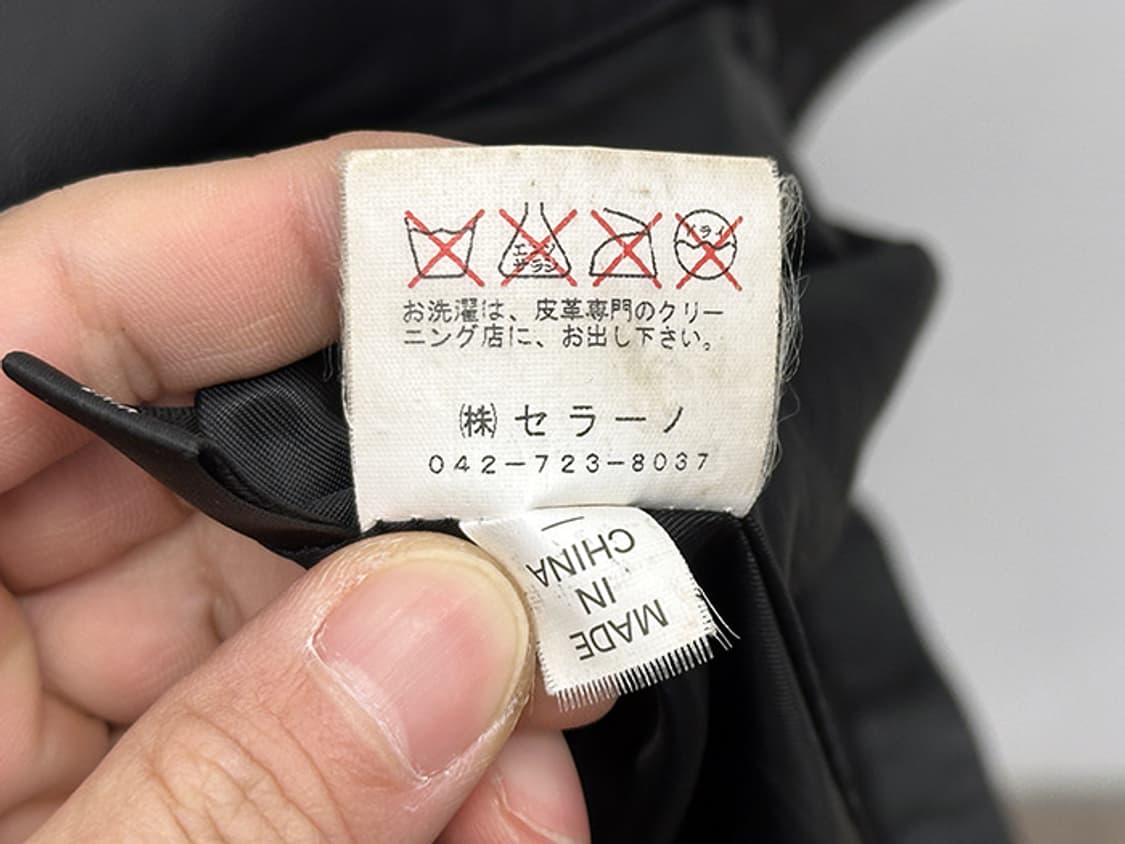 エンソ
サラシ
ドライ
お洗濯は、皮革専門のクリー
ニング店に、お出し下さい。
㈱セラーノ
042-723-8037
MADE
IN
CHINA